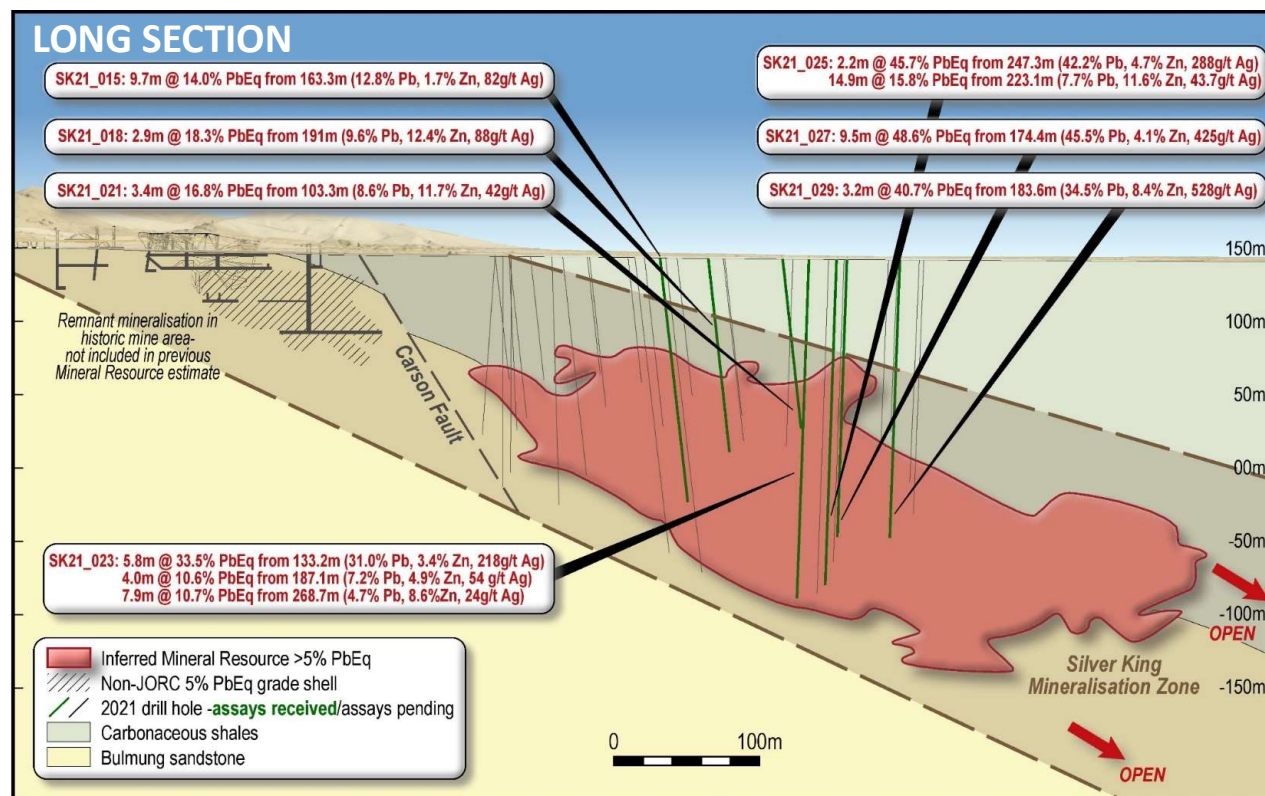 LONG SECTION
SK21_015: 9.7m @ 14.0% PbEq from 163.3m (12.8% Pb, 1.7% Zn, 82g/t Ag)
SK21_018: 2.9m @ 18.3% PbEq from 191m (9.6% Pb, 12.4% Zn, 88g/t Ag)
SK21_021: 3.4m @ 16.8% PbEq from 103.3m (8.6% Pb, 11.7% Zn, 42g/t Ag)
SK21_025: 2.2m @ 45.7% PbEq from 247.3m (42.2% Pb, 4.7% Zn, 288g/t Ag)
14.9m @ 15.8% PbEq from 223.1m (7.7% Pb, 11.6% Zn, 43.7g/t Ag)
SK21_027: 9.5m @ 48.6% PbEq from 174.4m (45.5% Pb, 4.1% Zn, 425g/t Ag)
SK21_029: 3.2m @ 40.7% PbEq from 183.6m (34.5% Pb, 8.4% Zn, 528g/t Ag)
150m
100m
50m
00m
-50m
-100m
-150m
Remnant mineralisation in
historic mine area-
not included in previous
Mineral Resource estimate
Carson Fault
SK21_023: 5.8m @ 33.5% PbEq from 133.2m (31.0% Pb, 3.4% Zn, 218g/t Ag)
4.0m @ 10.6% PbEq from 187.1m (7.2% Pb, 4.9% Zn, 54 g/t Ag)
7.9m @ 10.7% PbEq from 268.7m (4.7% Pb, 8.6%Zn, 24g/t Ag)
OPEN
Silver King
Mineralisation Zone
OPEN
Inferred Mineral Resource >5% PbEq
Non-JORC 5% PbEq grade shell
2021 drill hole -assays received/assays pending
Carbonaceous shales
Bulmung sandstone
0 100m